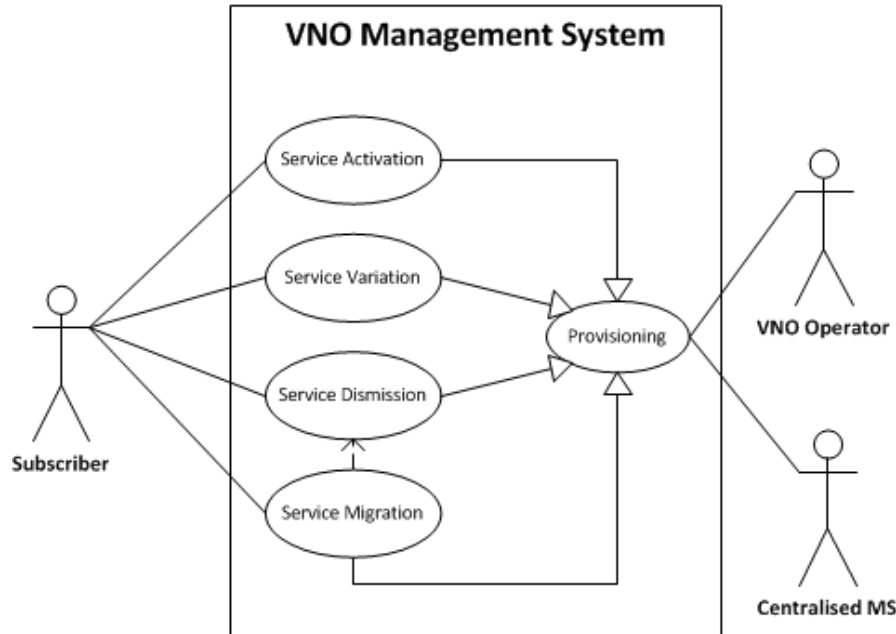 VNO Management System
Service Activation
Service Variation
Provisioning
VNO Operator
Service Dismission
Subscriber
Service Migration
Centralised MS